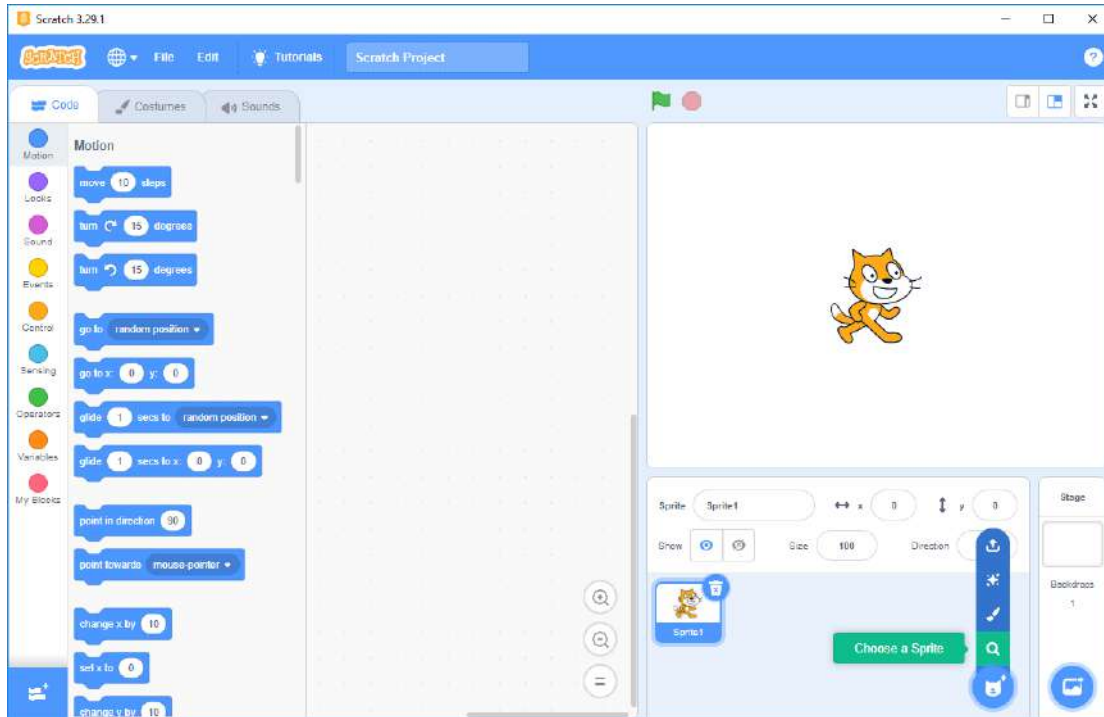 Scratch 3.29.1
SCRATCH
File Edit Tutorials Scratch Project
Code Costumes Sounds
Motion
Looks
Sound
Events
Control
Sensing
Operators
Variables
My Blocks
Motion
move 10 steps
turn 15 degrees
turn 15 degrees
go to random position
go to x: 0 y: 0
glide 1 secs to random position
glide 1 secs to x: 0 y: 0
point in direction 90
point towards mouse-pointer
change x by 10
set x to 0
change y by 10
Sprite Sprite1 x 0 y 0
Show Size 100 Direction
Sprite1
Choose a Sprite
Stage
Backdrops
1